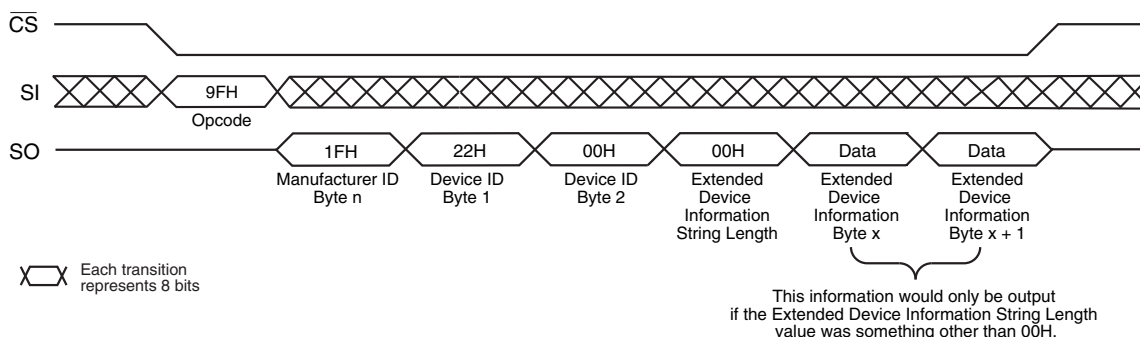 CS
SI
9FH
Opcode
SO
1FH
22H
00H
00H
Data
Data
Manufacturer ID
Byte n
Device ID
Byte 1
Device ID
Byte 2
Extended
Device
Information
String Length
Extended
Device
Information
Byte x
Extended
Device
Information
Byte x + 1
Each transition
represents 8 bits
This information would only be output
if the Extended Device Information String Length
value was something other than 00H.